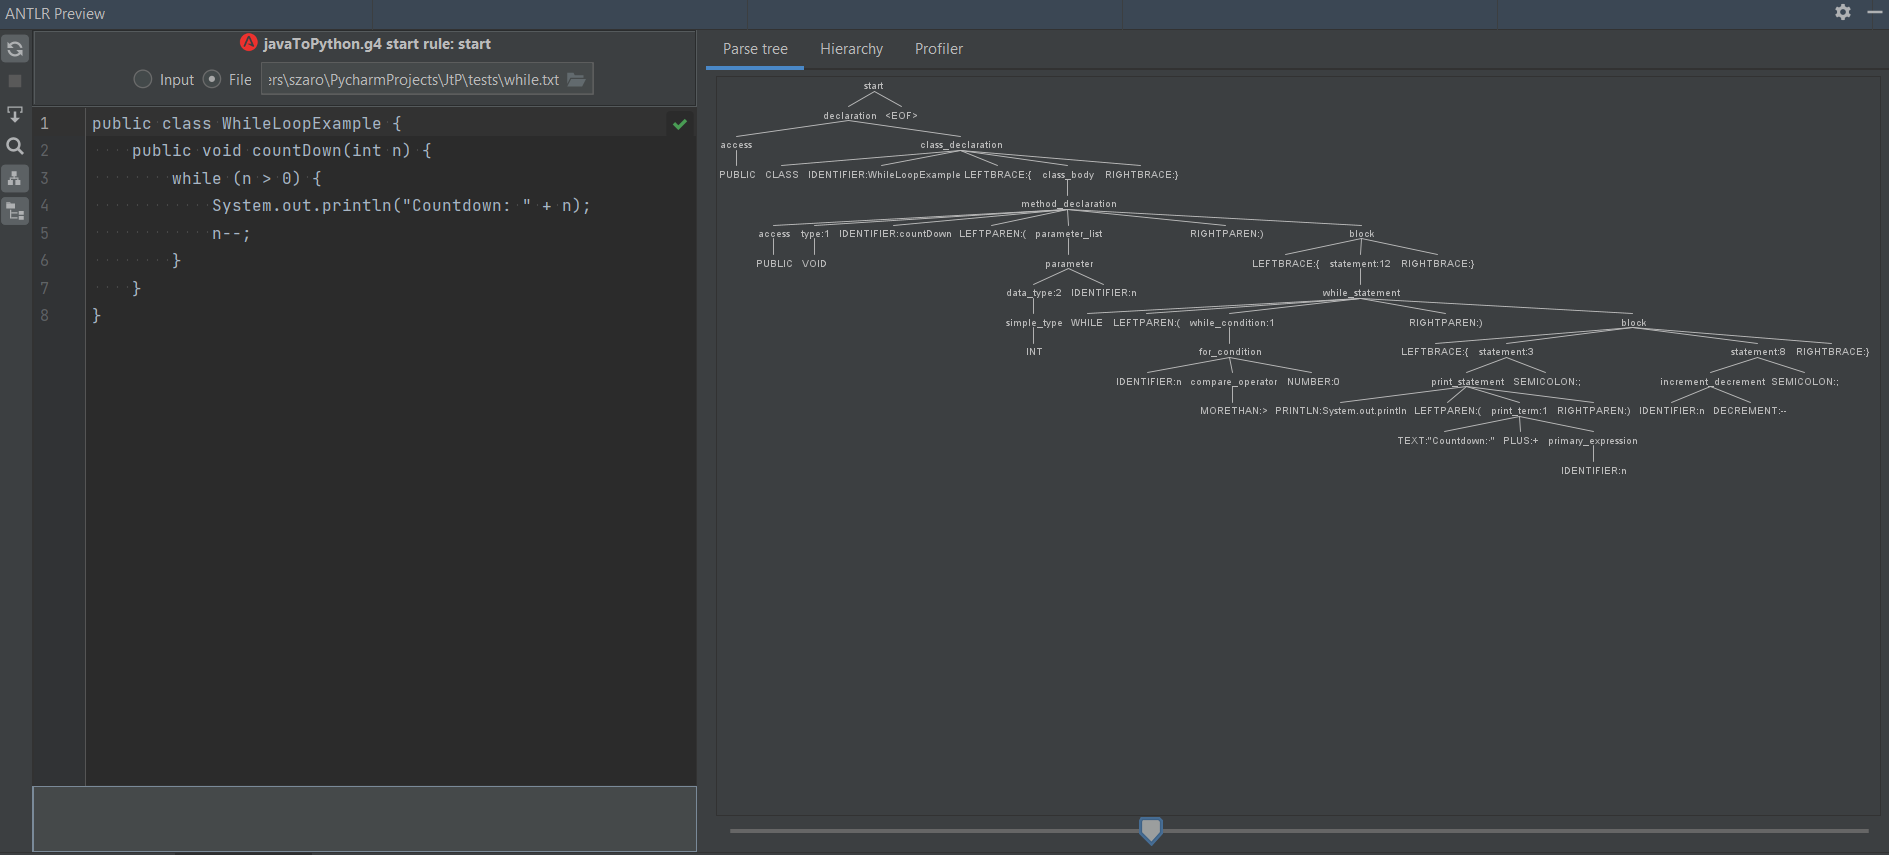 ANTLR Preview
javaToPython.g4 start rule: start
Input File :rs\szaro\PycharmProjects\JtP\tests\while.txt
1 public class WhileLoopExample {
2 public void countDown(int n) {
3 while (n > 0) {
4 System.out.println("Countdown: " + n);
5 n--;
6 }
7 }
8 }
Parse tree Hierarchy Profiler
start
declaration <EOF>
access class_declaration
PUBLIC CLASS IDENTIFIER:WhileLoopExample LEFTBRACE:{ class_body RIGHTBRACE:}
method_declaration
access type:1 IDENTIFIER:countDown LEFTPAREN:( parameter_list RIGHTPAREN:) block
PUBLIC VOID parameter LEFTBRACE:{ statement:12 RIGHTBRACE:}
data_type:2 IDENTIFIER:n while_statement
simple_type WHILE LEFTPAREN:( while_condition:1 RIGHTPAREN:) block
INT for_condition LEFTBRACE:{ statement:3 statement:8 RIGHTBRACE:}
IDENTIFIER:n compare_operator NUMBER:0 print_statement SEMICOLON:; increment_decrement SEMICOLON:;
MORETHAN:> PRINTLN:System.out.println LEFTPAREN:( print_term:1 RIGHTPAREN:) IDENTIFIER:n DECREMENT:--
TEXT:"Countdown:·" PLUS:+ primary_expression
IDENTIFIER:n